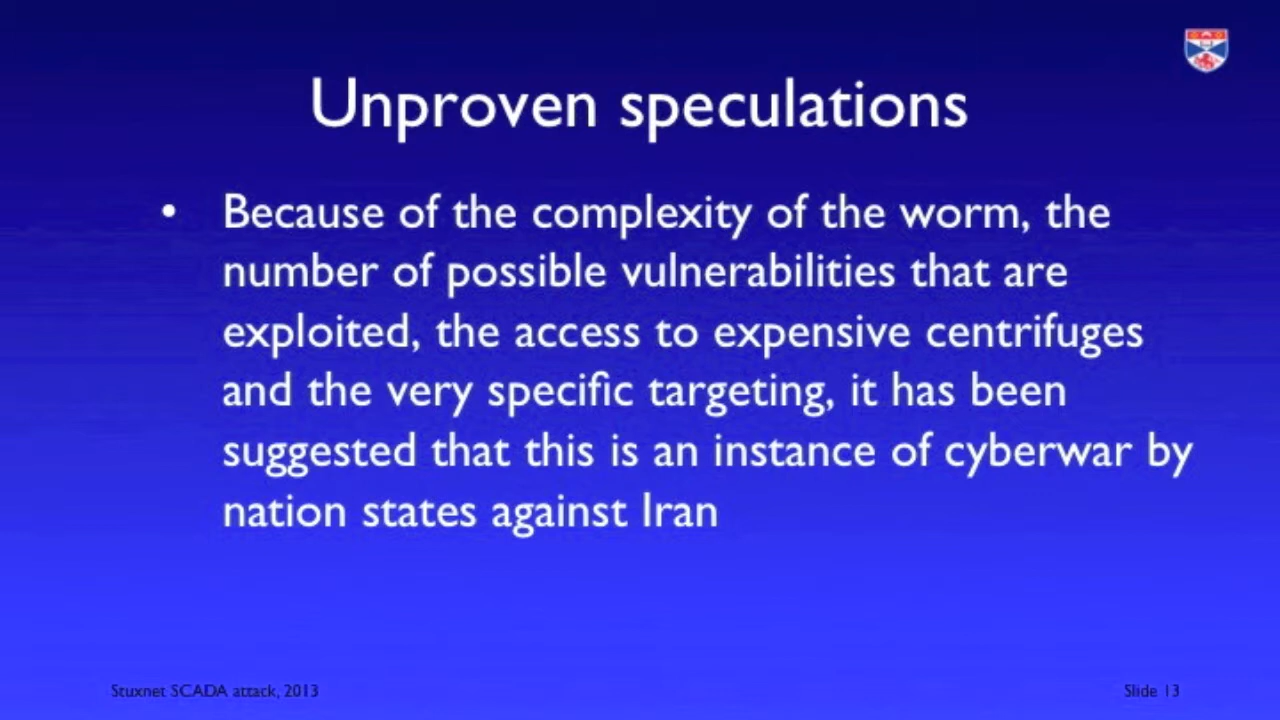 Unproven speculations
• Because of the complexity of the worm, the
number of possible vulnerabilities that are
exploited, the access to expensive centrifuges
and the very specific targeting, it has been
suggested that this is an instance of cyberwar by
nation states against Iran
Stuxnet SCADA attack, 2013
Slide 13